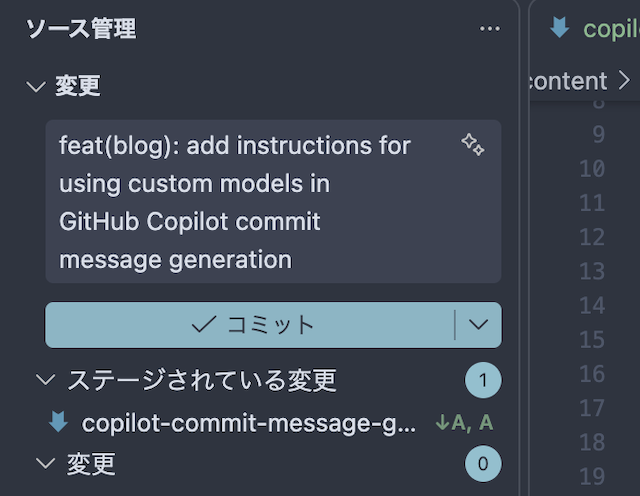 ソース管理
copil
変更
content
feat(blog): add instructions for
using custom models in
GitHub Copilot commit
message generation
コミット
ステージされている変更 1
copilot-commit-message-g... ↓A, A
変更 0
8
9
10
11
12
13
14
15
16
17
18
19